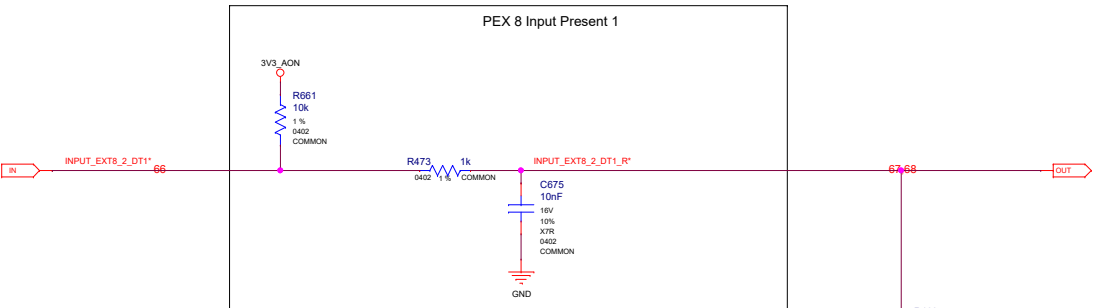 PEX 8 Input Present 1
3V3_AON
R661
10k
1 %
0402
COMMON
IN
INPUT_EXT8_2_DT1*
66
R473 1k
0402 1 % COMMON
INPUT_EXT8_2_DT1_R*
67,68
OUT
C675
10nF
16V
10%
X7R
0402
COMMON
GND